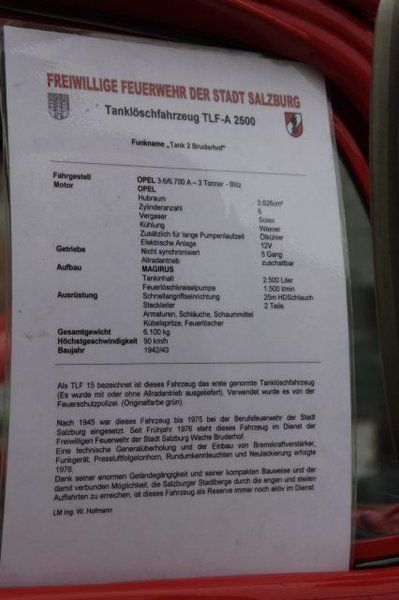 FREIWILLIGE FEUERWEHR DER STADT SALZBURG
Tanklöschfahrzeug TLF-A 2500
Funkname „Tank 2 Bruderhof"
Fahrgestell OPEL 3.6/6.700 A – 3 Tonner - Blitz
Motor OPEL
Hubraum 3.626cm³
Zylinderanzahl 6
Vergaser Solex
Kühlung Wasser
Zusätzlich für lange Pumpenlaufzeit Ölkühler
Elektrische Anlage 12V
Getriebe Nicht synchronisiert 5 Gang
Allradantrieb zuschaltbar
Aufbau MAGIRUS
Tankinhalt 2.500 Liter
Feuerlöschkreiselpumpe 1.500 l/min
Ausrüstung Schnellangriffseinrichtung 25m HDSchlauch
Steckleiter 2 Teile
Armaturen, Schläuche, Schaummittel
Kübelspritze, Feuerlöscher
Gesamtgewicht 6.100 kg
Höchstgeschwindigkeit 90 km/h
Baujahr 1942/43
Als TLF 15 bezeichnet ist dieses Fahrzeug das erste genormte Tanklöschfahrzeug
(Es wurde mit oder ohne Allradantrieb ausgeliefert). Verwendet wurde es von der
Feuerschutzpolizei. (Originalfarbe grün).
Nach 1945 war dieses Fahrzeug bis 1975 bei der Berufsfeuerwehr der Stadt
Salzburg eingesetzt. Seit Frühjahr 1976 steht dieses Fahrzeug im Dienst der
Freiwilligen Feuerwehr der Stadt Salzburg Wache Bruderhof.
Eine technische Generalüberholung und der Einbau von Bremskraftverstärker,
Funkgerät, Pressluftfolgetonhorn, Rundumkennleuchten und Neulackierung erfolgte
1976.
Dank seiner enormen Geländegängigkeit und seiner kompakten Bauweise und der
damit verbunden Möglichkeit, die Salzburger Stadtberge durch die engen und steilen
Auffahrten zu erreichen, ist dieses Fahrzeug als Reserve immer noch aktiv im Dienst.
LM Ing. W. Hofmann